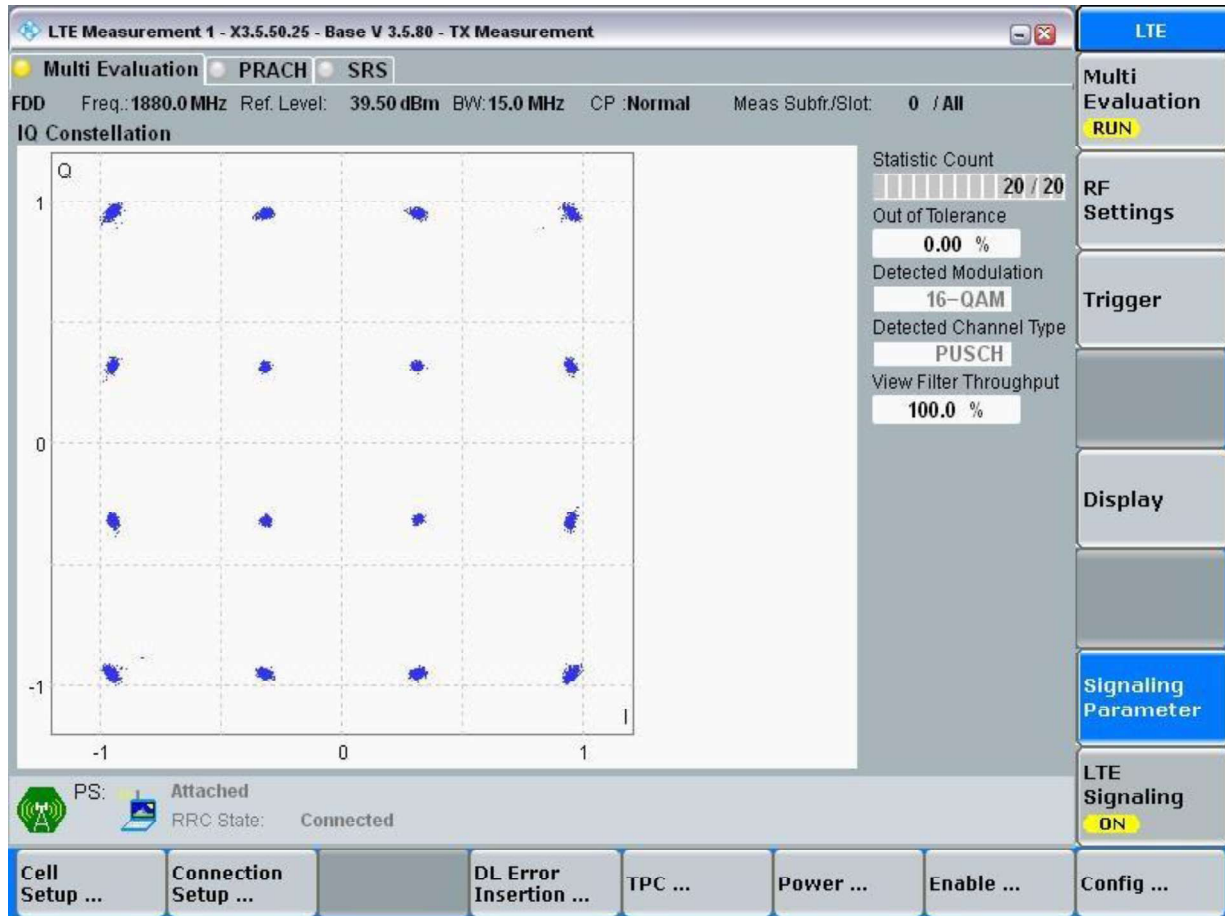 LTE Measurement 1 - X3.5.50.25 - Base V 3.5.80 - TX Measurement
LTE
Multi Evaluation PRACH SRS
FDD Freq.: 1880.0 MHz Ref. Level: 39.50 dBm BW: 15.0 MHz CP : Normal Meas Subfr./Slot: 0 / All
IQ Constellation
Q
1
0
-1
-1 0 1
I
Statistic Count
20 / 20
Out of Tolerance
0.00 %
Detected Modulation
16-QAM
Detected Channel Type
PUSCH
View Filter Throughput
100.0 %
Multi
Evaluation
RUN
RF
Settings
Trigger
Display
Signaling
Parameter
LTE
Signaling
ON
PS: Attached
RRC State: Connected
Cell
Setup ...
Connection
Setup ...
DL Error
Insertion ...
TPC ...
Power ...
Enable ...
Config ...